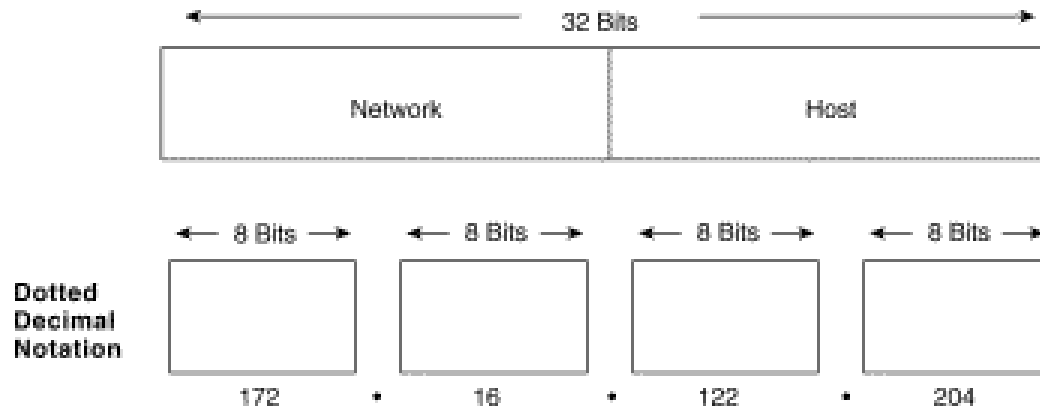 32 Bits
Network Host
8 Bits 8 Bits 8 Bits 8 Bits
Dotted
Decimal
Notation
172 . 16 . 122 . 204